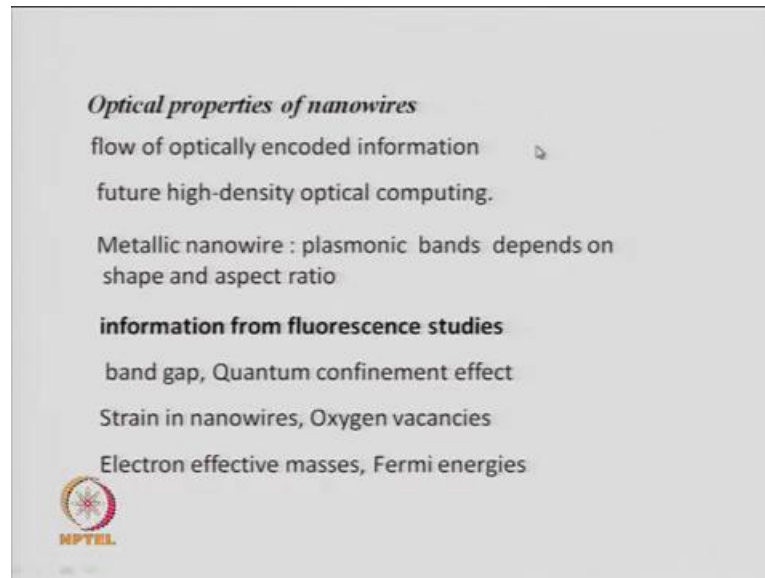 Optical properties of nanowires
flow of optically encoded information
future high-density optical computing.
Metallic nanowire : plasmonic bands depends on
shape and aspect ratio
information from fluorescence studies
band gap, Quantum confinement effect
Strain in nanowires, Oxygen vacancies
Electron effective masses, Fermi energies
NPTEL